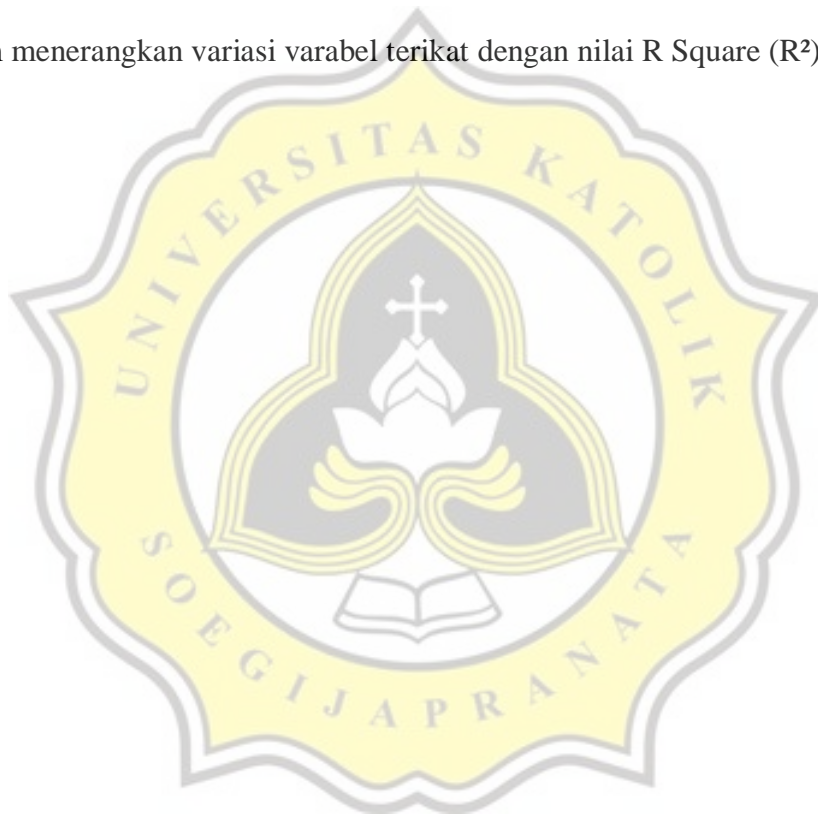 menerangkan variasi varabel terikat dengan nilai R Square (R²)
UNIVERSITAS KATOLIK
SOEGIJAPRANATA